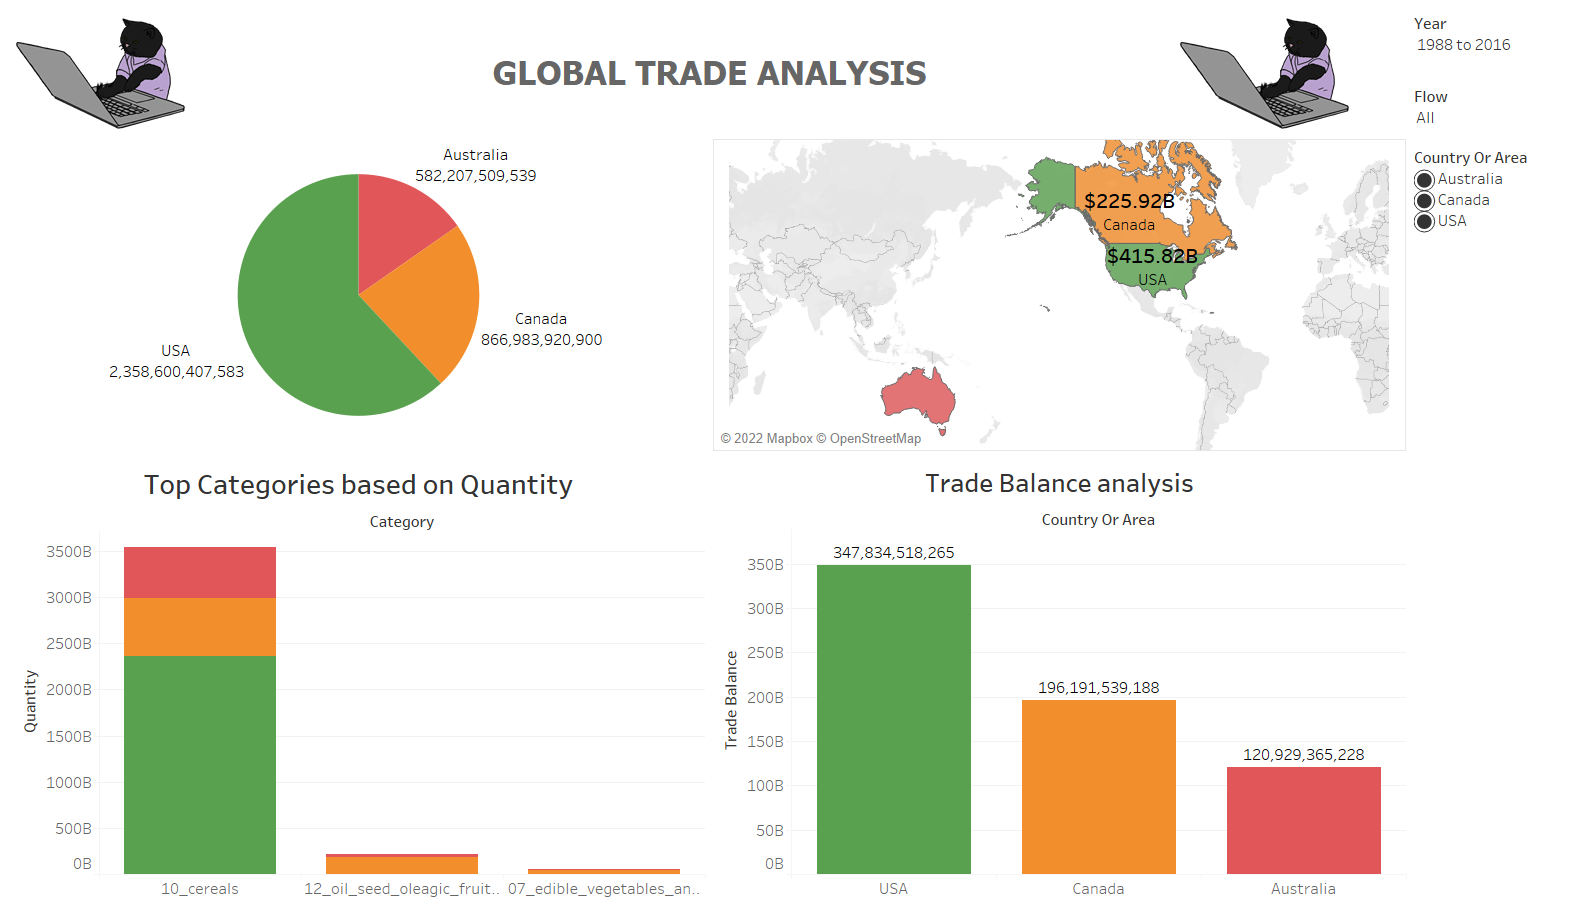 GLOBAL TRADE ANALYSIS
Year
1988 to 2016
Flow
All
Country Or Area
Australia
Canada
USA
Australia
582,207,509,539
Canada
866,983,920,900
USA
2,358,600,407,583
$225.92B
Canada
$415.82B
USA
© 2022 Mapbox © OpenStreetMap
Top Categories based on Quantity
Category
Quantity
3500B
3000B
2500B
2000B
1500B
1000B
500B
0B
10_cereals
12_oil_seed_oleagic_fruit..
07_edible_vegetables_an..
Trade Balance analysis
Country Or Area
Trade Balance
350B
300B
250B
200B
150B
100B
50B
0B
347,834,518,265
196,191,539,188
120,929,365,228
USA
Canada
Australia